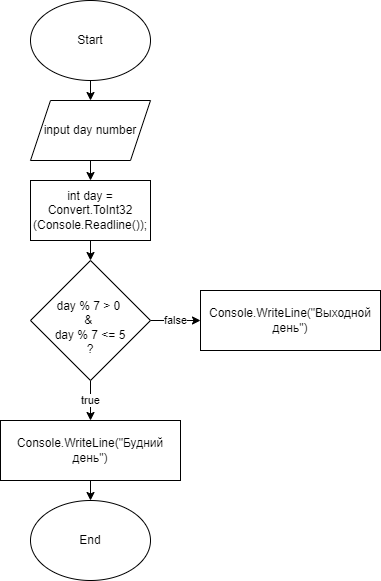 Start
input day number
int day =
Convert.ToInt32
(Console.Readline());
day % 7 > 0
&
day % 7 <= 5
?
false
Console.WriteLine("Выходной
день")
true
Console.WriteLine("Будний
день")
End